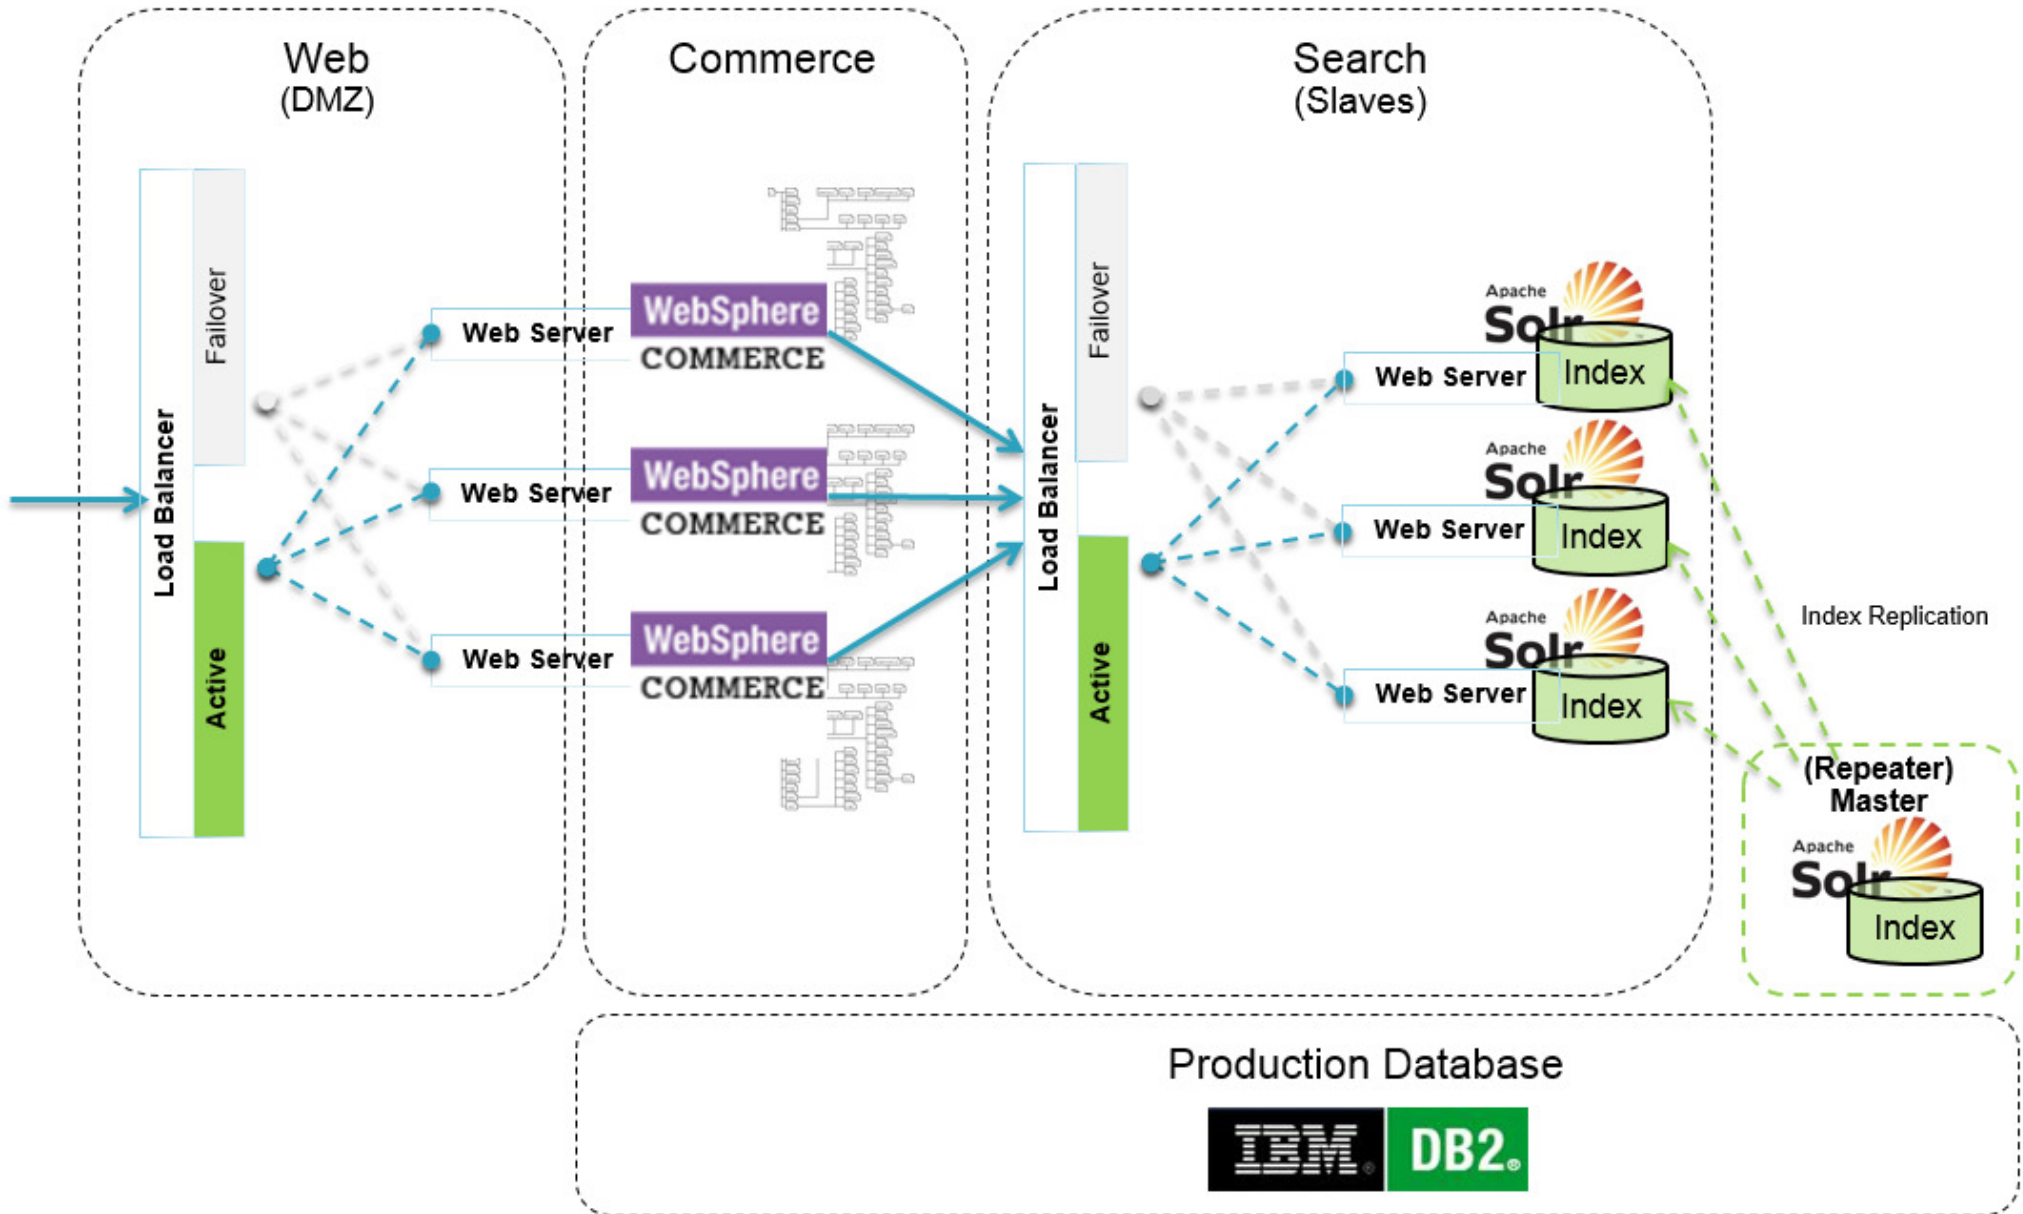 Web
(DMZ)
Commerce
Search
(Slaves)
Load Balancer
Failover
Active
Web Server
Web Server
Web Server
WebSphere
COMMERCE
WebSphere
COMMERCE
WebSphere
COMMERCE
Load Balancer
Failover
Active
Web Server
Web Server
Web Server
Apache
Solr
Index
Apache
Solr
Index
Apache
Solr
Index
Index Replication
(Repeater)
Master
Apache
Solr
Index
Production Database
IBM®
DB2®